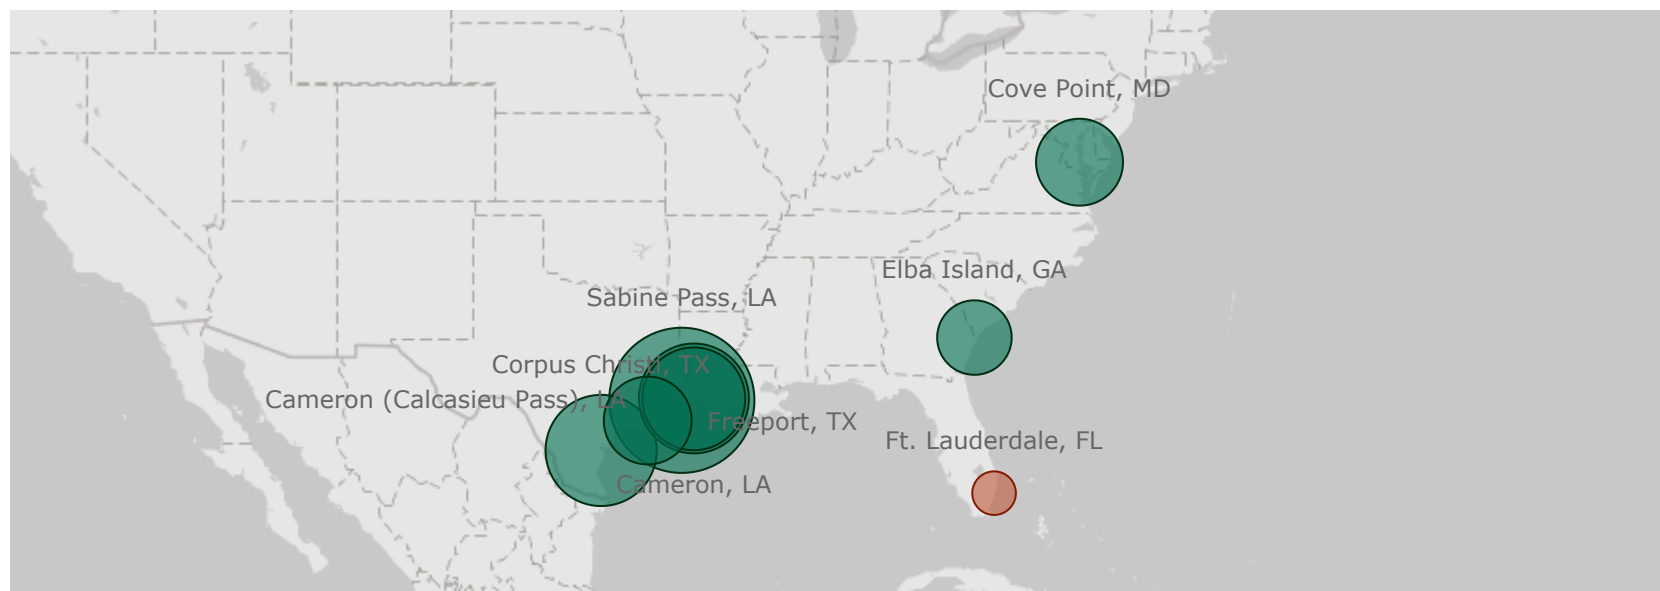 Cove Point, MD
Elba Island, GA
Sabine Pass, LA
Corpus Christi, TX
Cameron (Calcasieu Pass), LA
Freeport, TX
Ft. Lauderdale, FL
Cameron, LA